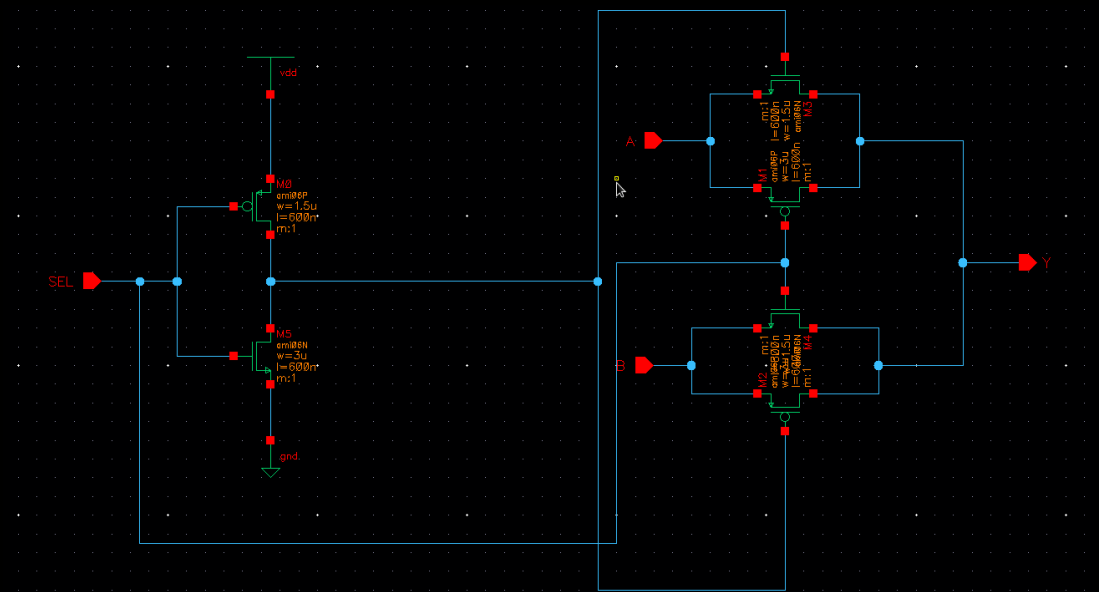 vdd
M0
ami06P
w=1.5u
l=600n
m:1
SEL
M5
ami06N
w=3u
l=600n
m:1
gnd
A
m:1
l=600n
w=1.5u
ami06N
M3
M1
ami06P
w=3u
l=600n
m:1
Y
m:1
M4
M2
m:1